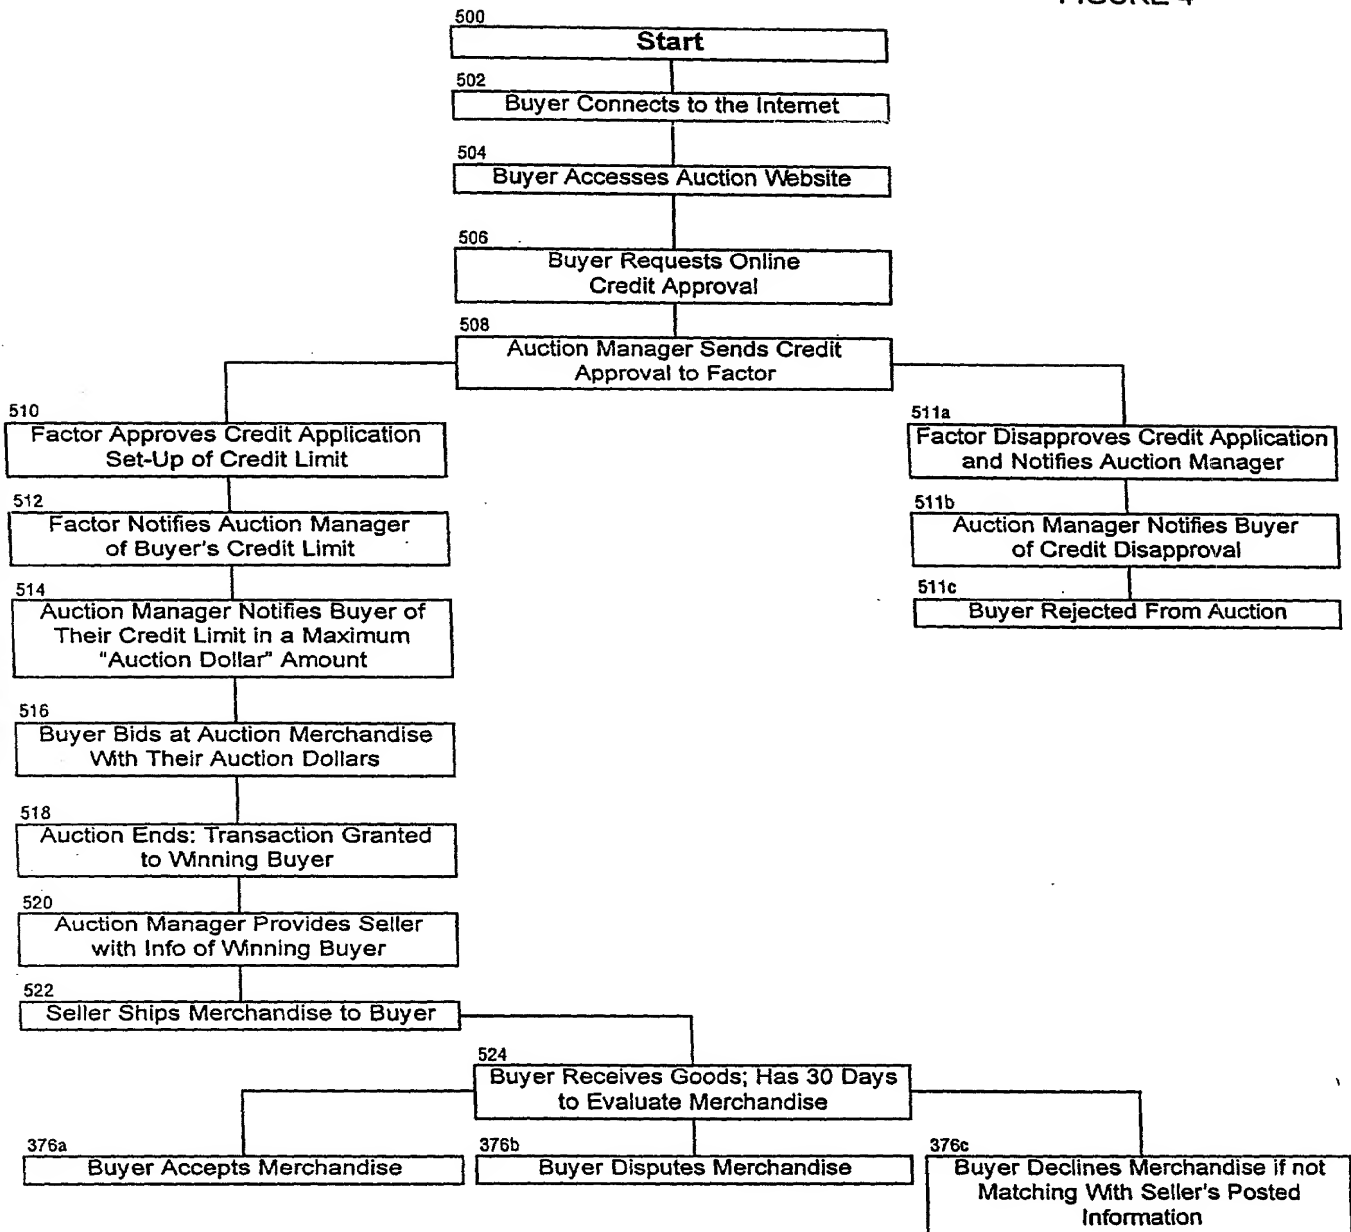 FIGURE 4
500
Start
502
Buyer Connects to the Internet
504
Buyer Accesses Auction Website
506
Buyer Requests Online
Credit Approval
508
Auction Manager Sends Credit
Approval to Factor
510
Factor Approves Credit Application
Set-Up of Credit Limit
512
Factor Notifies Auction Manager
of Buyer's Credit Limit
514
Auction Manager Notifies Buyer of
Their Credit Limit in a Maximum
"Auction Dollar" Amount
516
Buyer Bids at Auction Merchandise
With Their Auction Dollars
518
Auction Ends: Transaction Granted
to Winning Buyer
520
Auction Manager Provides Seller
with Info of Winning Buyer
522
Seller Ships Merchandise to Buyer
511a
Factor Disapproves Credit Application
and Notifies Auction Manager
511b
Auction Manager Notifies Buyer
of Credit Disapproval
511c
Buyer Rejected From Auction
524
Buyer Receives Goods; Has 30 Days
to Evaluate Merchandise
376a
Buyer Accepts Merchandise
376b
Buyer Disputes Merchandise
376c
Buyer Declines Merchandise if not
Matching With Seller's Posted
Information